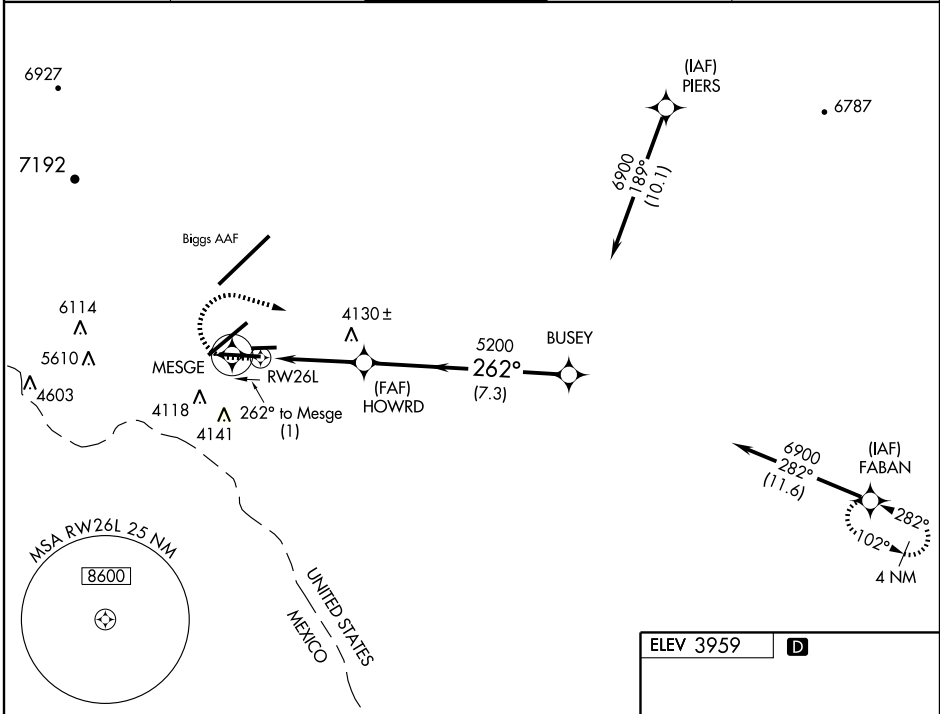 6927
(IAF)
PIERS
6787
7192
6900
189°
(10.1)
Biggs AAF
6114
4130 ±
5610
5200
BUSEY
MESGE
RW26L
262°
(7.3)
4603
(FAF)
HOWRD
4118
262° to Mesge
(1)
4141
6900
282°
(11.6)
(IAF)
FABAN
282°
102°
4 NM
MSA RW26L 25 NM
8600
UNITED STATES
MEXICO
ELEV 3959
D